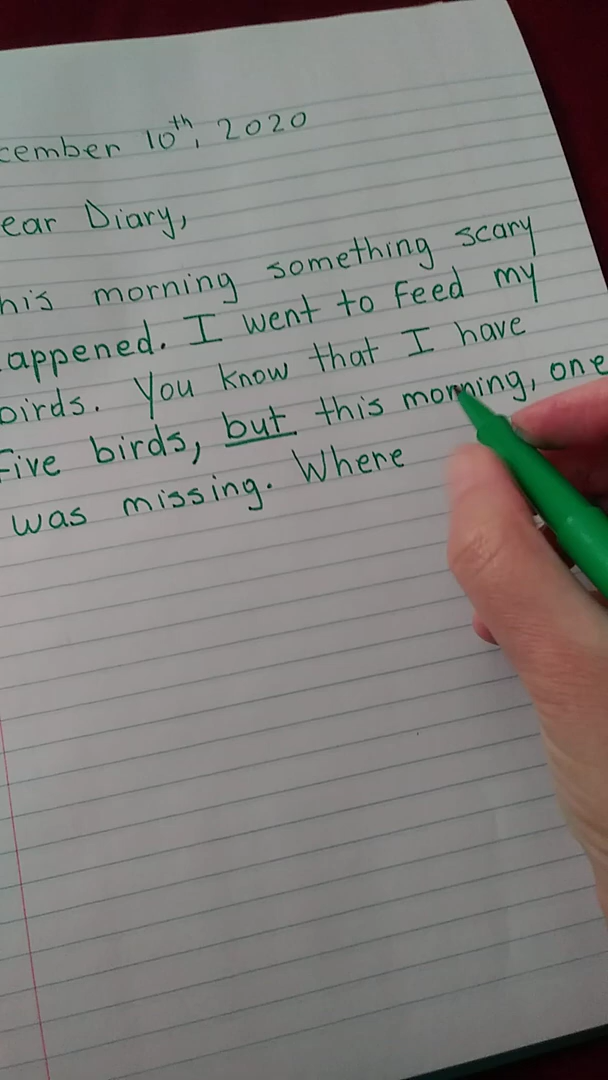 cember 10th, 2020
ear Diary,
his morning something scary
appened. I went to feed my
birds. You know that I have
five birds, but this morning, one
was missing. Where